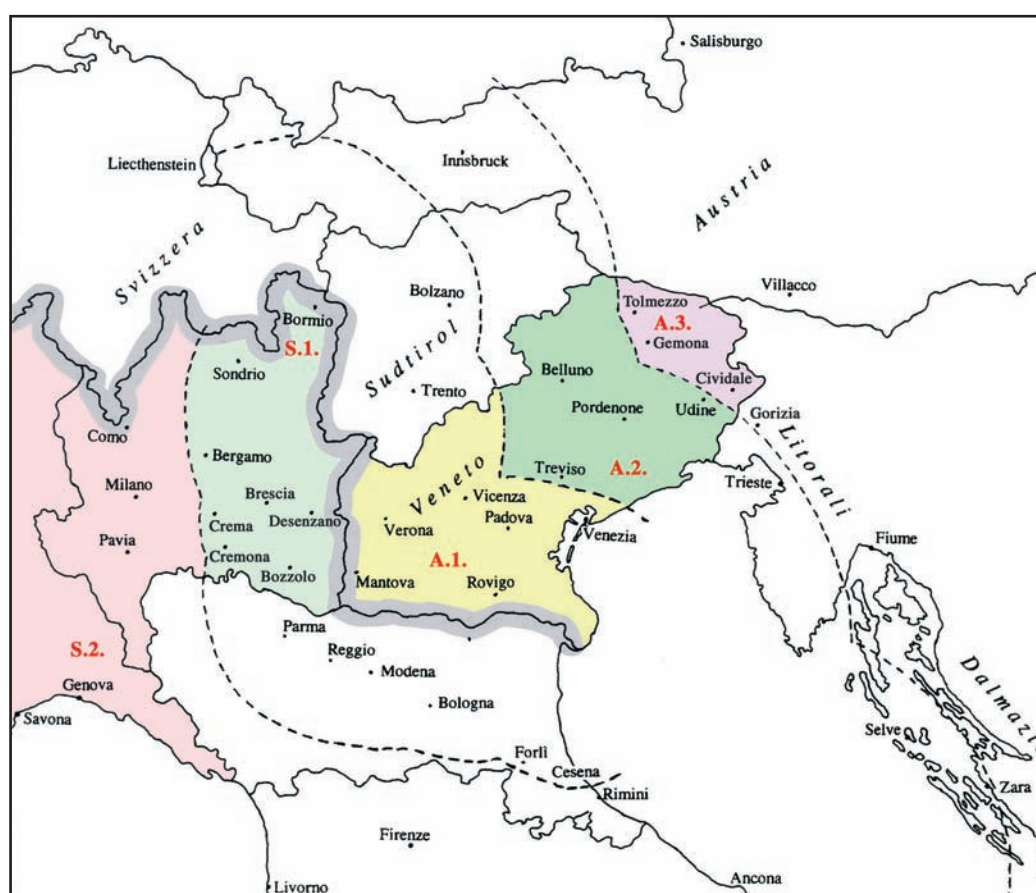 Salisburgo
Liecthenstein
Innsbruck
Austria
Svizzera
Villacco
Bolzano
Tolmezzo
Bormio
A.3.
S.1.
Gemona
Sudtirol
Sondrio
Belluno
Trento
Cividale
Pordenone
Udine
Gorizia
Como
Bergamo
Litorali
Veneto
Treviso
A.2.
Milano
Trieste
Brescia
Vicenza
Crema
Desenzano
Verona
Padova
Venezia
Pavia
Cremona
Fiume
A.1.
Bozzolo
Mantova
Rovigo
Parma
S.2.
Reggio
Modena
Dalmazi
Genova
Bologna
Savona
Selve
Forlì
Cesena
Zara
Rimini
Firenze
Ancona
Livorno